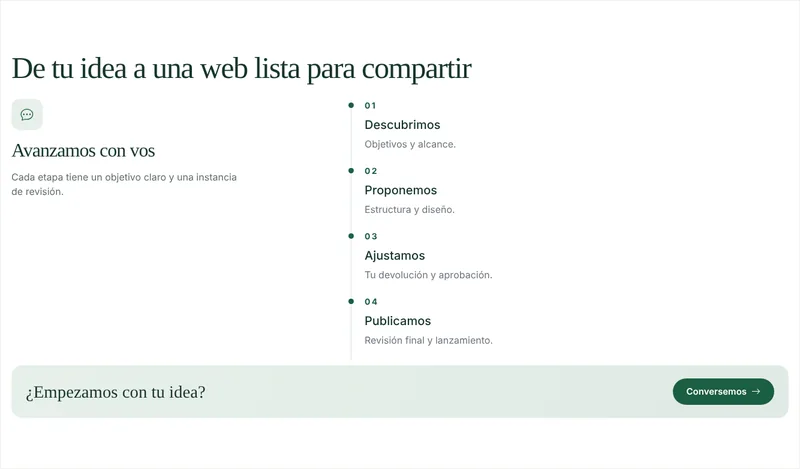 De tu idea a una web lista para compartir
Avanzamos con vos
Cada etapa tiene un objetivo claro y una instancia
de revisión.
01
Descubrimos
Objetivos y alcance.
02
Proponemos
Estructura y diseño.
03
Ajustamos
Tu devolución y aprobación.
04
Publicamos
Revisión final y lanzamiento.
¿Empezamos con tu idea?
Conversemos →